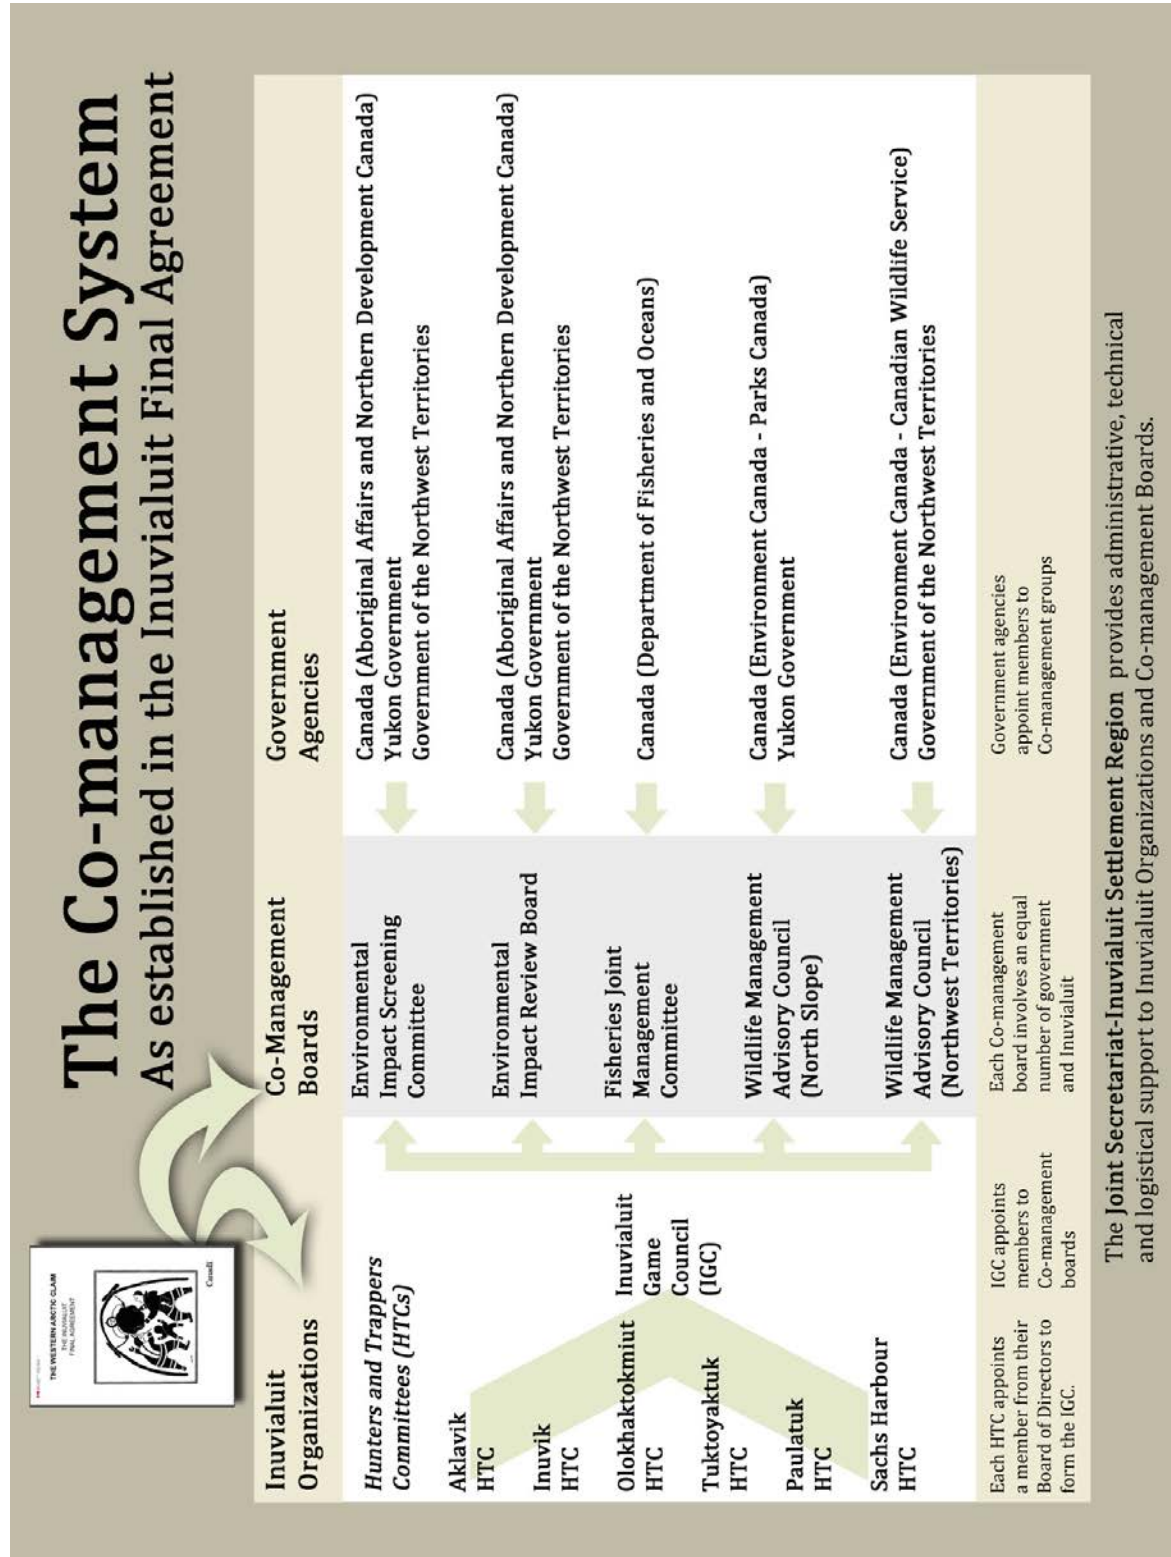 The Co-management System
As established in the Inuvialuit Final Agreement
THE WESTERN ARCTIC CLAIM
THE INUVIALUIT
FINAL AGREEMENT
Canada
Inuvialuit
Organizations
Co-Management
Boards
Government
Agencies
Hunters and Trappers
Committees (HTCs)
Aklavik
HTC
Inuvik
HTC
Olokhaktokmiut
HTC
Tuktoyaktuk
HTC
Paulatuk
HTC
Sachs Harbour
HTC
Inuvialuit
Game
Council
(IGC)
Environmental
Impact Screening
Committee
Environmental
Impact Review Board
Fisheries Joint
Management
Committee
Wildlife Management
Advisory Council
(North Slope)
Wildlife Management
Advisory Council
(Northwest Territories)
Canada (Aboriginal Affairs and Northern Development Canada)
Yukon Government
Government of the Northwest Territories
Canada (Aboriginal Affairs and Northern Development Canada)
Yukon Government
Government of the Northwest Territories
Canada (Department of Fisheries and Oceans)
Canada (Environment Canada - Parks Canada)
Yukon Government
Canada (Environment Canada - Canadian Wildlife Service)
Government of the Northwest Territories
Each HTC appoints
a member from their
Board of Directors to
form the IGC.
IGC appoints
members to
Co-management
boards
Each Co-management
board involves an equal
number of government
and Inuvialuit
Government agencies
appoint members to
Co-management groups
The Joint Secretariat-Inuvialuit Settlement Region provides administrative, technical
and logistical support to Inuvialuit Organizations and Co-management Boards.